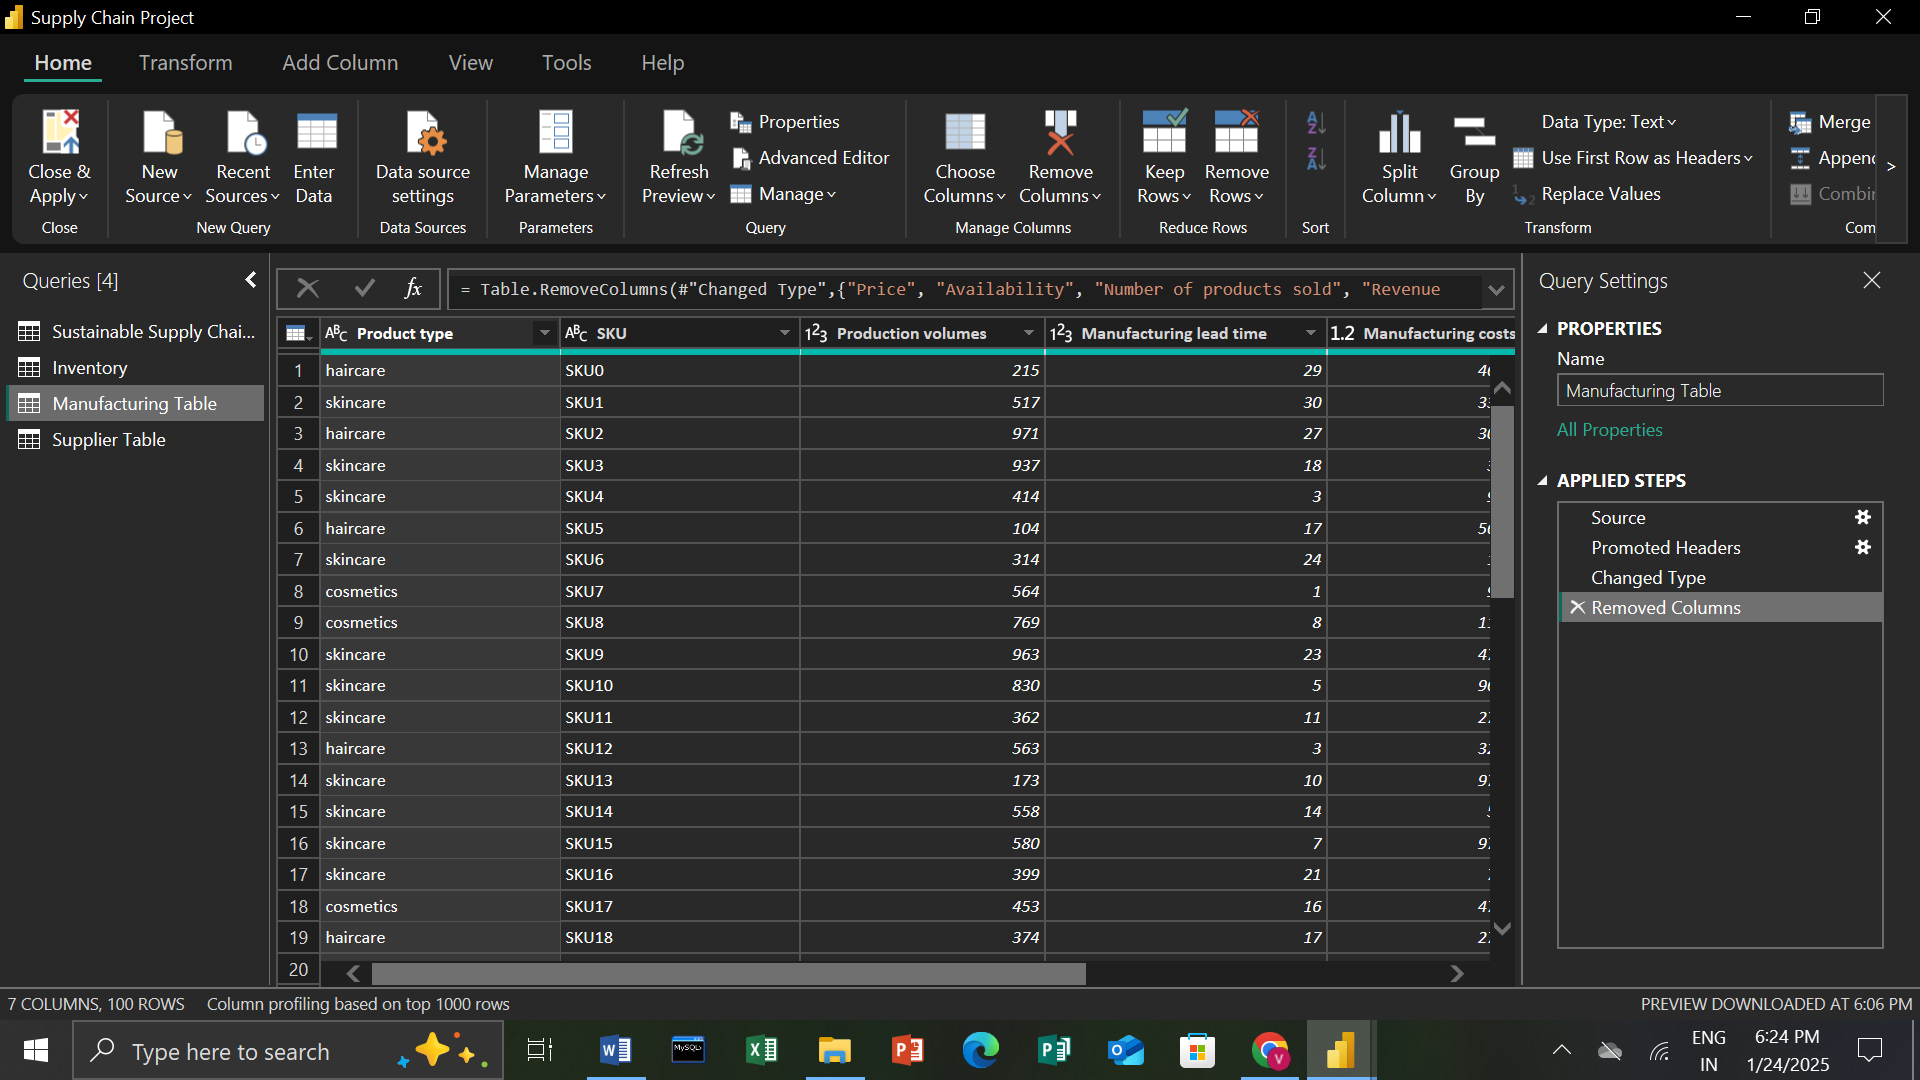 Supply Chain Project
Home Transform Add Column View Tools Help
Close & Apply
Close
New Source
Recent Sources
Enter Data
New Query
Data source settings
Data Sources
Manage Parameters
Parameters
Refresh Preview
Properties
Advanced Editor
Manage
Query
Choose Columns
Remove Columns
Manage Columns
Keep Rows
Remove Rows
Reduce Rows
Sort
Split Column
Group By
Data Type: Text
Use First Row as Headers
Replace Values
Transform
Merge
Appen
Combi
Com
Queries [4]
Sustainable Supply Chai...
Inventory
Manufacturing Table
Supplier Table
fx
= Table.RemoveColumns(#"Changed Type",{"Price", "Availability", "Number of products sold", "Revenue
ABC Product type ABC SKU 123 Production volumes 123 Manufacturing lead time 1.2 Manufacturing costs
1 haircare SKU0 215 29
2 skincare SKU1 517 30
3 haircare SKU2 971 27
4 skincare SKU3 937 18
5 skincare SKU4 414 3
6 haircare SKU5 104 17
7 skincare SKU6 314 24
8 cosmetics SKU7 564 1
9 cosmetics SKU8 769 8
10 skincare SKU9 963 23
11 skincare SKU10 830 5
12 skincare SKU11 362 11
13 haircare SKU12 563 3
14 skincare SKU13 173 10
15 skincare SKU14 558 14
16 skincare SKU15 580 7
17 skincare SKU16 399 21
18 cosmetics SKU17 453 16
19 haircare SKU18 374 17
20
Query Settings
PROPERTIES
Name
Manufacturing Table
All Properties
APPLIED STEPS
Source
Promoted Headers
Changed Type
Removed Columns
7 COLUMNS, 100 ROWS Column profiling based on top 1000 rows
PREVIEW DOWNLOADED AT 6:06 PM
Type here to search
MySQL
ENG
IN
6:24 PM
1/24/2025